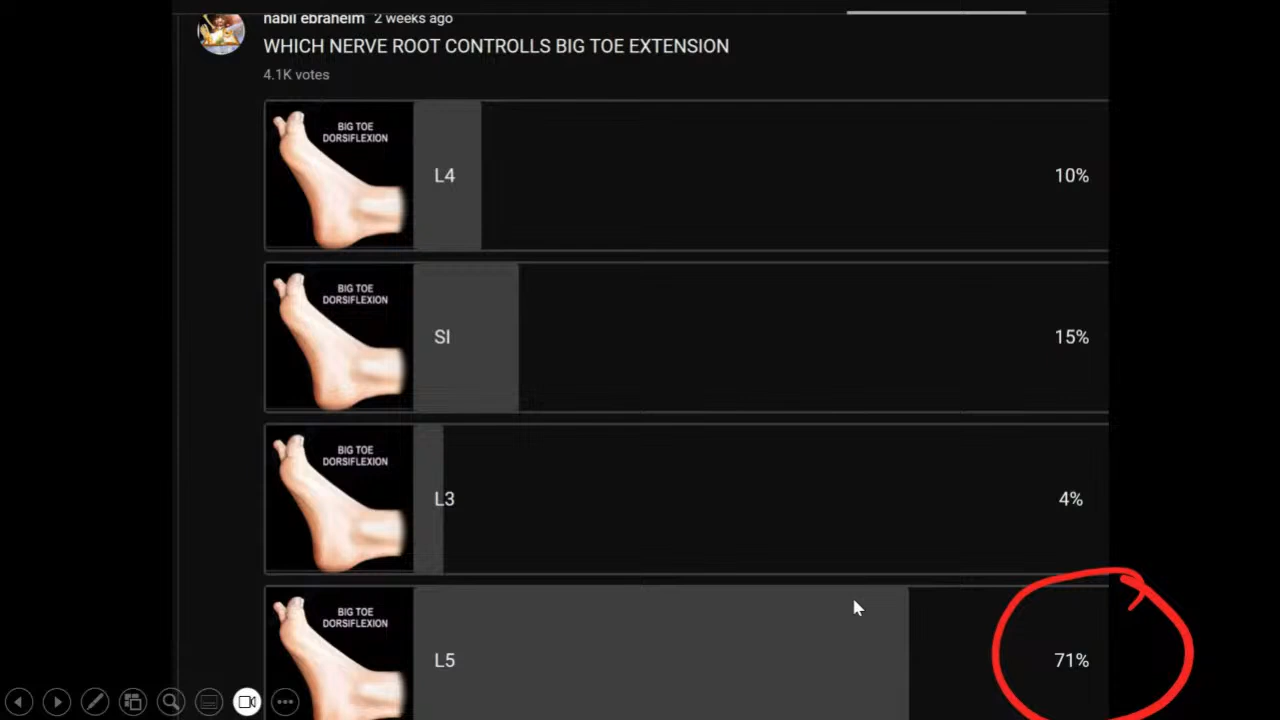 nabil ebraheim 2 weeks ago
WHICH NERVE ROOT CONTROLLS BIG TOE EXTENSION
4.1K votes
BIG TOE
DORSIFLEXION
L4
10%
BIG TOE
DORSIFLEXION
SI
15%
BIG TOE
DORSIFLEXION
L3
4%
BIG TOE
DORSIFLEXION
L5
71%